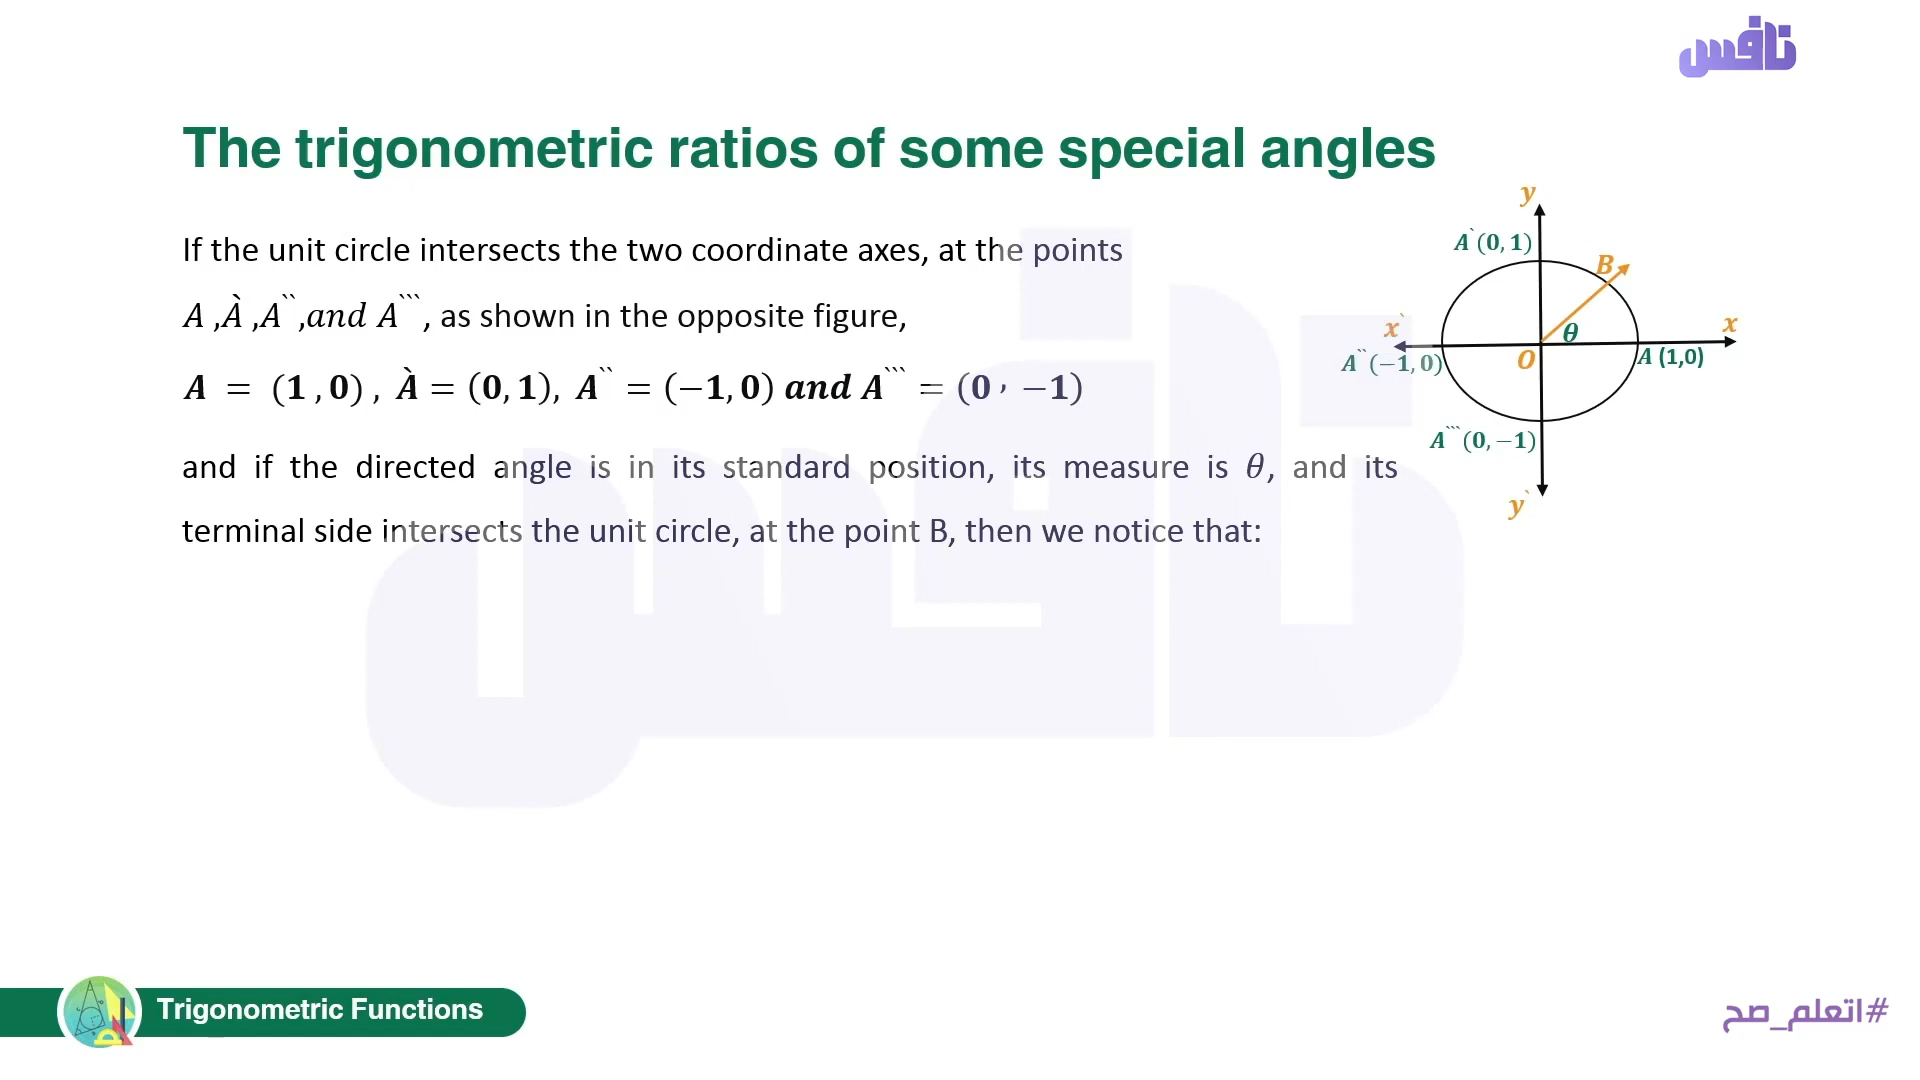 نافس
The trigonometric ratios of some special angles
If the unit circle intersects the two coordinate axes, at the points
A ,À ,A`` ,and A``` , as shown in the opposite figure,
A = (1 ,0) , À = (0, 1), A`` = (−1, 0) and A``` = (0 , −1)
and if the directed angle is in its standard position, its measure is θ, and its
terminal side intersects the unit circle, at the point B, then we notice that:
y
A`(0, 1)
B
x`
θ
x
A``(−1, 0)
O
A (1,0)
A```(0, −1)
y`
نافس
Trigonometric Functions
#اتعلم_صح